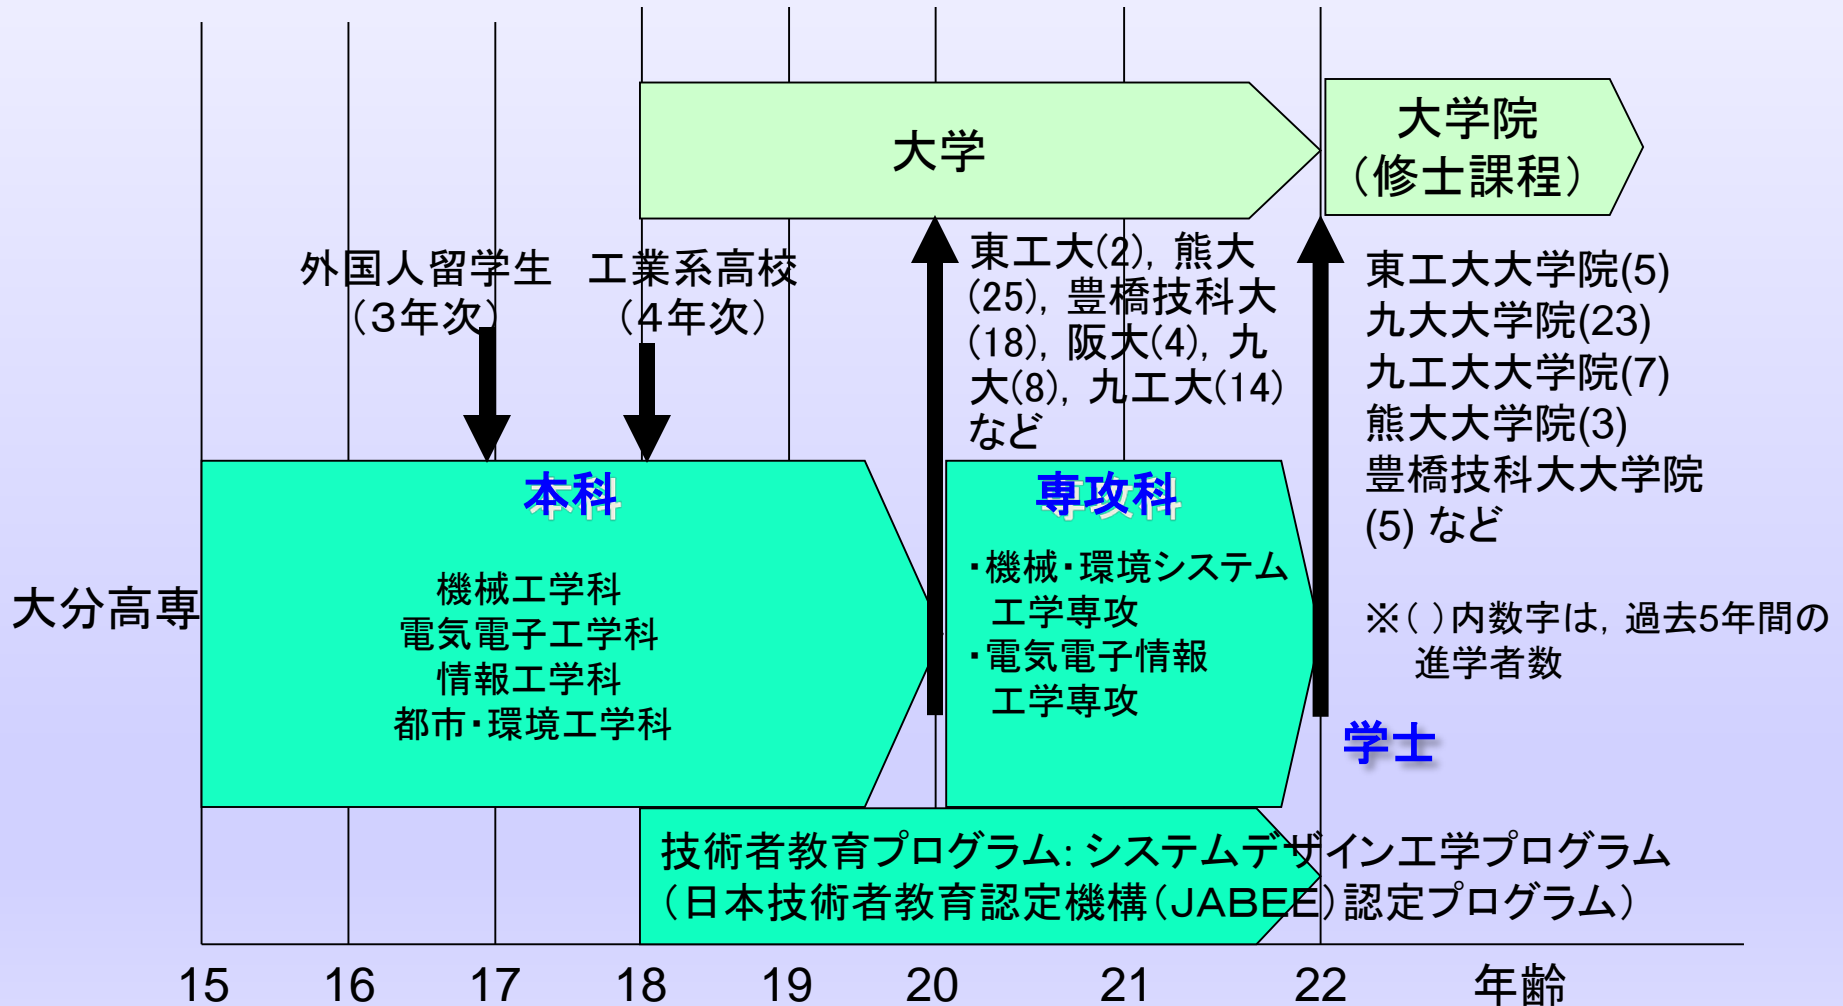 大学
大学院
（修士課程）
外国人留学生
（３年次）
工業系高校
（４年次）
東工大(2)，熊大
(25)，豊橋技科大
(18)，阪大(4)，九
大(8)，九工大(14)
など
東工大大学院(5)
九大大学院(23)
九工大大学院(7)
熊大大学院(3)
豊橋技科大大学院
(5) など
※（ ）内数字は，過去5年間の
進学者数
大分高専
本科
機械工学科
電気電子工学科
情報工学科
都市・環境工学科
専攻科
・機械・環境システム
工学専攻
・電気電子情報
工学専攻
学士
技術者教育プログラム：システムデザイン工学プログラム
（日本技術者教育認定機構（ＪＡＢＥＥ）認定プログラム）
15 16 17 18 19 20 21 22 年齢